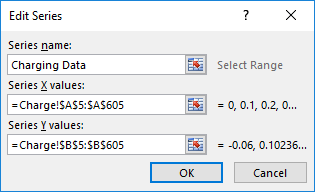 Edit Series ? ×
Series name:
Charging Data Select Range
Series X values:
=Charge!$A$5:$A$605 = 0, 0.1, 0.2, 0...
Series Y values:
=Charge!$B$5:$B$605 = -0.06, 0.10236...
OK Cancel